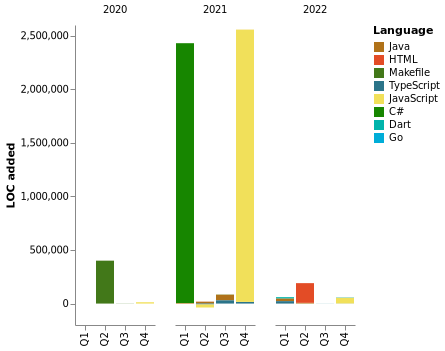 2020 2021 2022
Language
Java
HTML
Makefile
TypeScript
JavaScript
C#
Dart
Go
LOC added
2,500,000
2,000,000
1,500,000
1,000,000
500,000
0
Q1 Q2 Q3 Q4 Q1 Q2 Q3 Q4 Q1 Q2 Q3 Q4